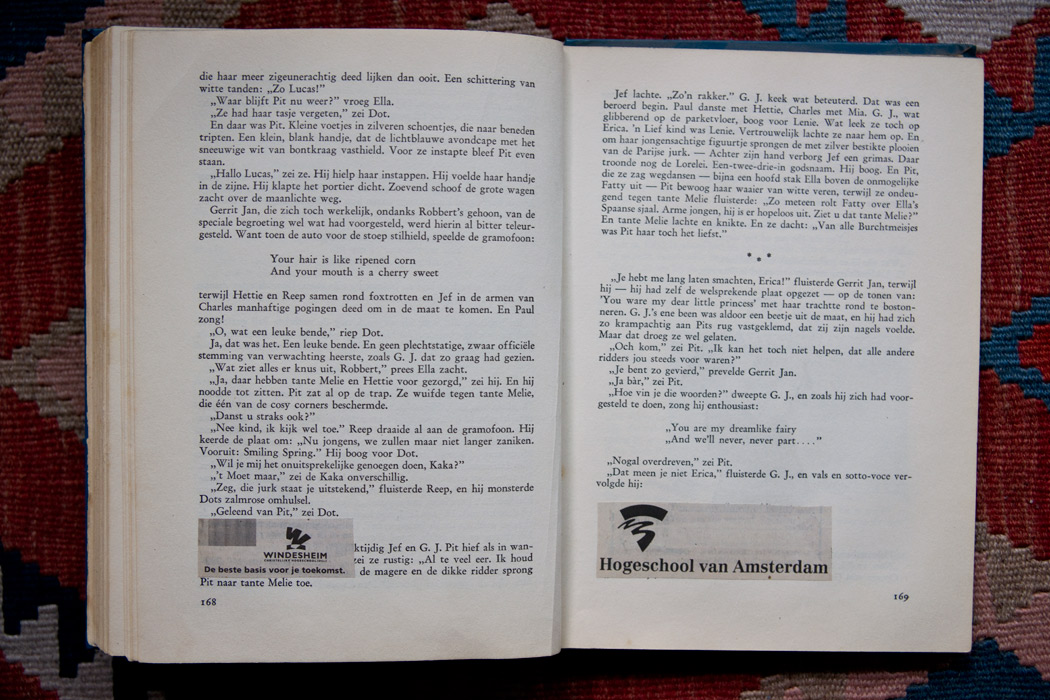 die haar meer zigeunerachtig deed lijken dan ooit. Een schittering van
witte tanden: „Zo Lucas!”
„Waar blijft Pit nu weer?” vroeg Ella.
„Ze had haar tasje vergeten,” zei Dot.
En daar was Pit. Kleine voetjes in zilveren schoentjes, die naar beneden
tripten. Een klein, blank handje, dat de lichtblauwe avondcape met het
sneeuwige wit van bontkraag vasthield. Voor ze instapte bleef Pit even
staan.
„Hallo Lucas,” zei ze. Hij hielp haar instappen. Hij voelde haar handje
in de zijne. Hij klapte het portier dicht. Zoevend schoof de grote wagen
zacht over de maanlichte weg.
Gerrit Jan, die zich toch werkelijk, ondanks Robbert's gehoon, van de
speciale begroeting wel wat had voorgesteld, werd hierin al bitter teleur-
gesteld. Want toen de auto voor de stoep stilhield, speelde de gramofoon:
Your hair is like ripened corn
And your mouth is a cherry sweet
terwijl Hettie en Reep samen rond foxtrotten en Jef in de armen van
Charles manhaftige pogingen deed om in de maat te komen. En Paul
zong!
„O, wat een leuke bende,” riep Dot.
Ja, dat was het. Een leuke bende. En geen plechtstatige, zwaar officiële
stemming van verwachting heerste, zoals G. J. dat zo graag had gezien.
„Wat ziet alles er knus uit, Robbert,” prees Ella zacht.
„Ja, daar hebben tante Melie en Hettie voor gezorgd,” zei hij. En hij
noodde tot zitten. Pit zat al op de trap. Ze wuifde tegen tante Melie,
die één van de cosy corners beschermde.
„Danst u straks ook?”
„Nee kind, ik kijk wel toe.” Reep draaide al aan de gramofoon. Hij
keerde de plaat om: „Nu jongens, we zullen maar niet langer zaniken.
Vooruit: Smiling Spring.” Hij boog voor Dot.
„Wil je mij het onuitsprekelijke genoegen doen, Kaka?”
„'t Moet maar,” zei de Kaka onverschillig.
„Zeg, die jurk staat je uitstekend,” fluisterde Reep, en hij monsterde
Dots zalmrose omhulsel.
„Geleend van Pit,” zei Dot.
WINDESHEIM
De beste basis voor je toekomst.
ktijdig Jef en G. J. Pit hief als in wan-
zei ze rustig: „Al te veel eer. Ik houd
de magere en de dikke ridder sprong
Pit naar tante Melie toe.
168
Jef lachte. „Zo'n rakker.” G. J. keek wat beteuterd. Dat was een
beroerd begin. Paul danste met Hettie, Charles met Mia. G. J., wat
glibberend op de parketvloer, boog voor Lenie. Wat leek ze toch op
Erica. 'n Lief kind was Lenie. Vertrouwelijk lachte ze naar hem op. En
om haar jongensachtige figuurtje sprongen de met zilver bestikte plooien
van de Parijse jurk. — Achter zijn hand verborg Jef een grimas. Daar
troonde nog de Lorelei. Een-twee-drie-in godsnaam. Hij boog. En Pit,
die ze zag wegdansen — bijna een hoofd stak Ella boven de onmogelijke
Fatty uit — Pit bewoog haar waaier van witte veren, terwijl ze ondeu-
gend tegen tante Melie fluisterde: „Zo meteen rolt Fatty over Ella's
Spaanse sjaal. Arme jongen, hij is er hopeloos uit. Ziet u dat tante Melie?”
En tante Melie lachte en knikte. En ze dacht: „Van alle Burchtmeisjes
was Pit haar toch het liefst.”
* * *
„Je hebt me lang laten smachten, Erica!” fluisterde Gerrit Jan, terwijl
hij — hij had zelf de welsprekende plaat opgezet — op de tonen van:
'You ware my dear little princess' met haar trachtte rond te boston-
neren. G. J.'s ene been was aldoor een beetje uit de maat, en hij had zich
zo krampachtig aan Pits rug vastgeklemd, dat zij zijn nagels voelde.
Maar dat droeg ze wel gelaten.
„Och kom,” zei Pit. „Ik kan het toch niet helpen, dat alle andere
ridders jou steeds voor waren?”
„Je bent zo gevierd,” prevelde Gerrit Jan.
„Ja bàr,” zei Pit.
„Hoe vin je die woorden?” dweepte G. J., en zoals hij zich had voor-
gesteld te doen, zong hij enthousiast:
„You are my dreamlike fairy
„And we'll never, never part....”
„Nogal overdreven,” zei Pit.
„Dat meen je niet Erica,” fluisterde G. J., en vals en sotto-voce ver-
volgde hij:
Hogeschool van Amsterdam
169